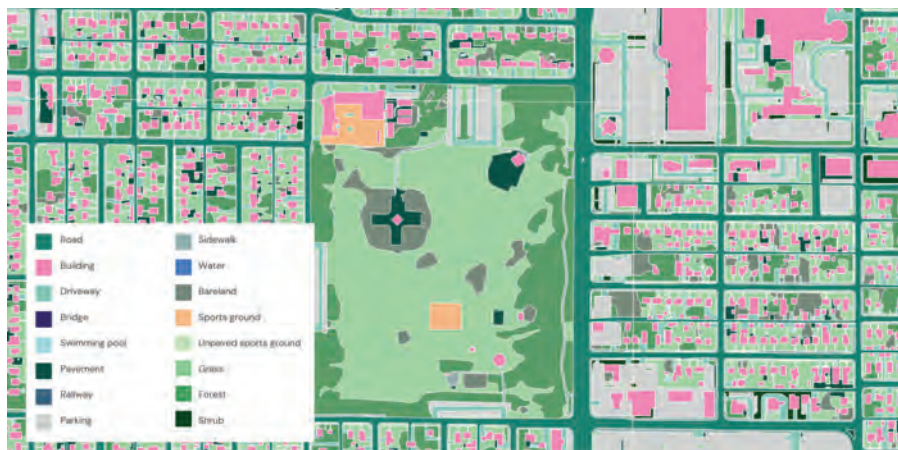 Road
Building
Driveway
Bridge
Swimming pool
Pavement
Railway
Parking
Sidewalk
Water
Bareland
Sports ground
Unpaved sports ground
Grass
Forest
Shrub